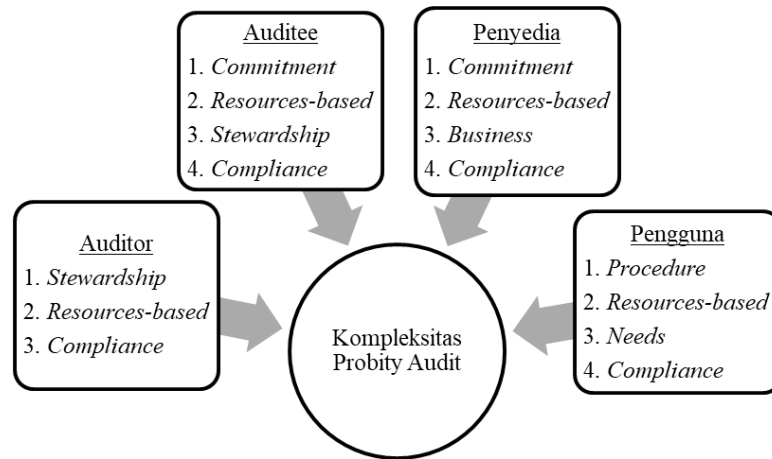 Auditee
1. Commitment
2. Resources-based
3. Stewardship
4. Compliance
Penyedia
1. Commitment
2. Resources-based
3. Business
4. Compliance
Auditor
1. Stewardship
2. Resources-based
3. Compliance
Pengguna
1. Procedure
2. Resources-based
3. Needs
4. Compliance
Kompleksitas
Probity Audit